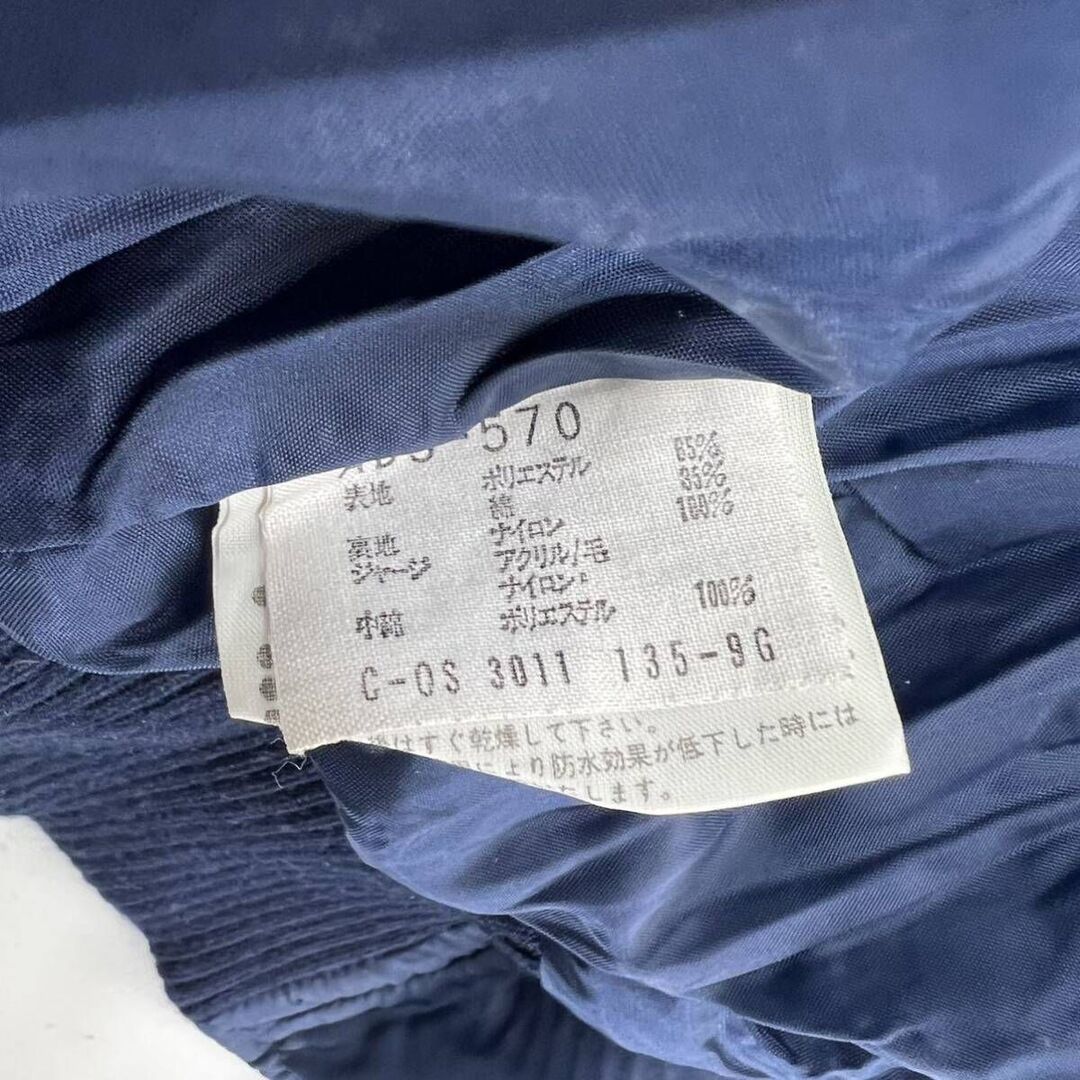 570
表地 ポリエステル 65%
綿 35%
裏地 ナイロン 100%
ジャージ アクリル/毛
ナイロン
中綿 ポリエステル 100%
C-OS 3011 135-9G
はすぐ乾燥して下さい。
により防水効果が低下した時には
します。